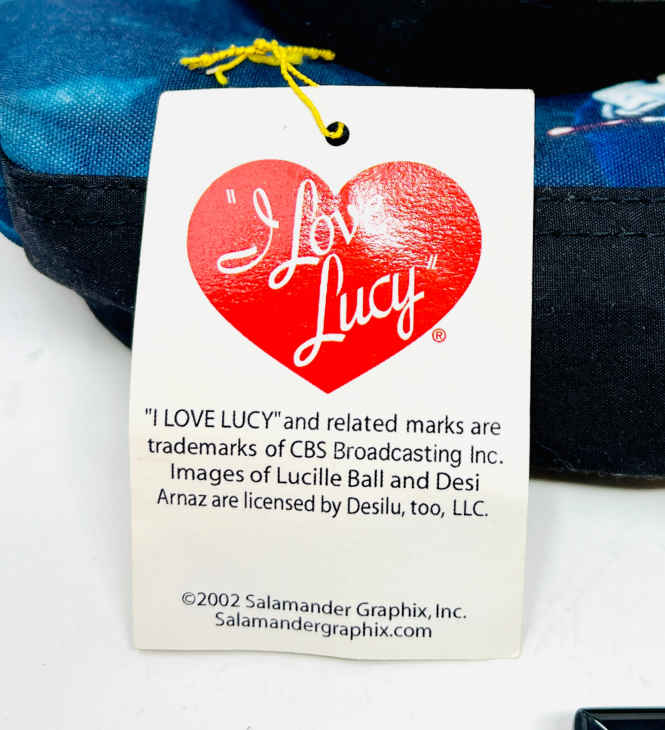 "I Love
Lucy"®
"I LOVE LUCY" and related marks are
trademarks of CBS Broadcasting Inc.
Images of Lucille Ball and Desi
Arnaz are licensed by Desilu, too, LLC.
©2002 Salamander Graphix, Inc.
Salamandergraphix.com